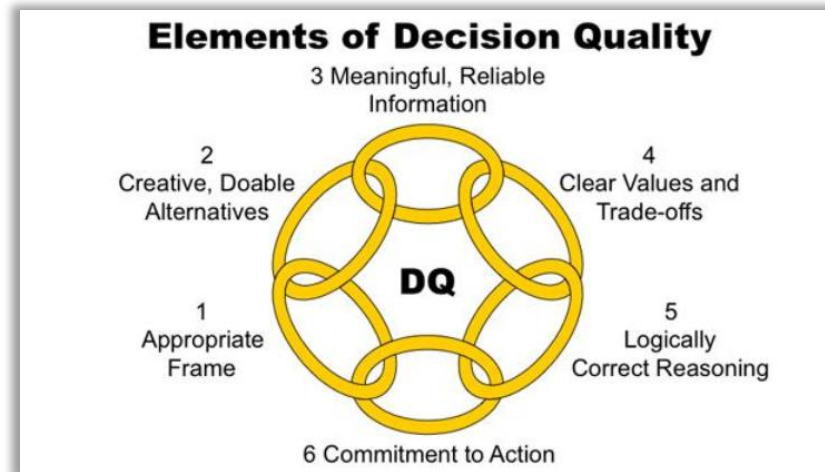 Elements of Decision Quality
3 Meaningful, Reliable
Information
2
Creative, Doable
Alternatives
4
Clear Values and
Trade-offs
DQ
1
Appropriate
Frame
5
Logically
Correct Reasoning
6 Commitment to Action